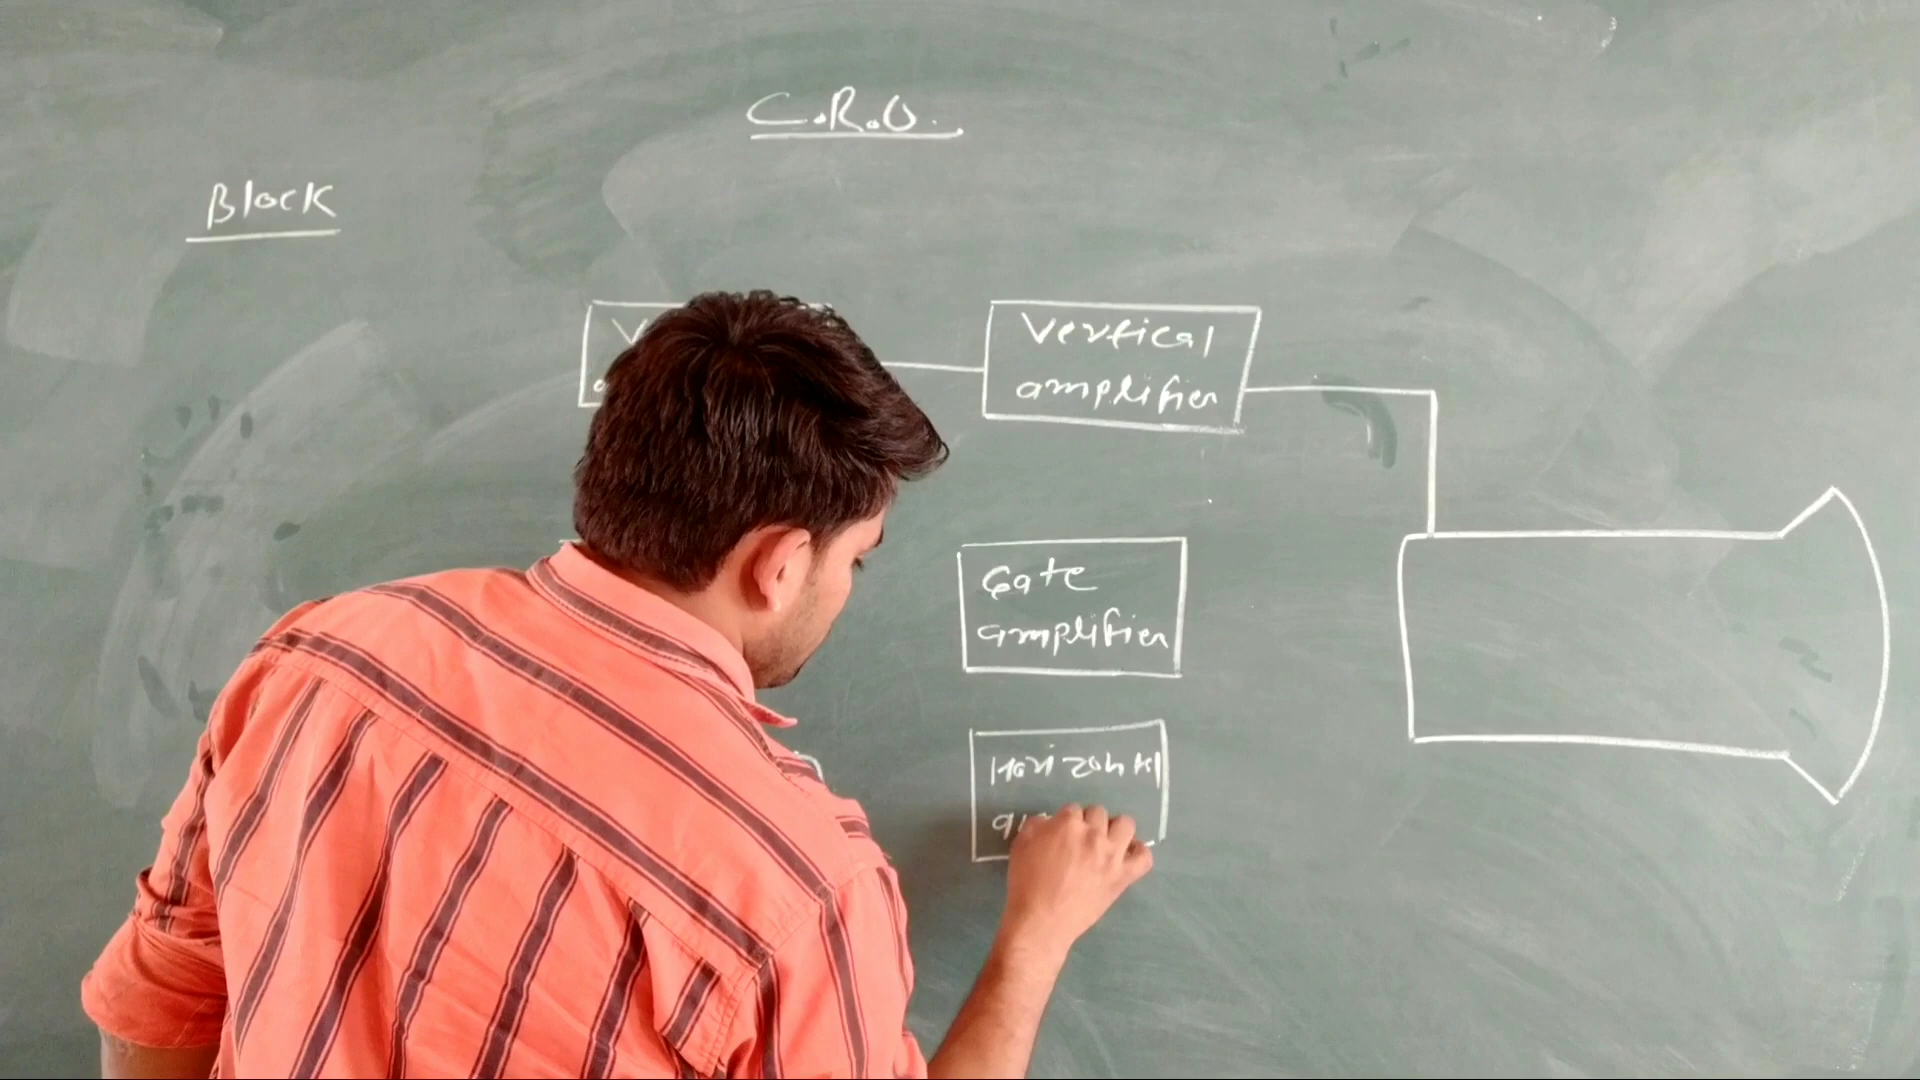 C.R.O.
Block
Vertical
amplifier
Gate
amplifier
Horizontal